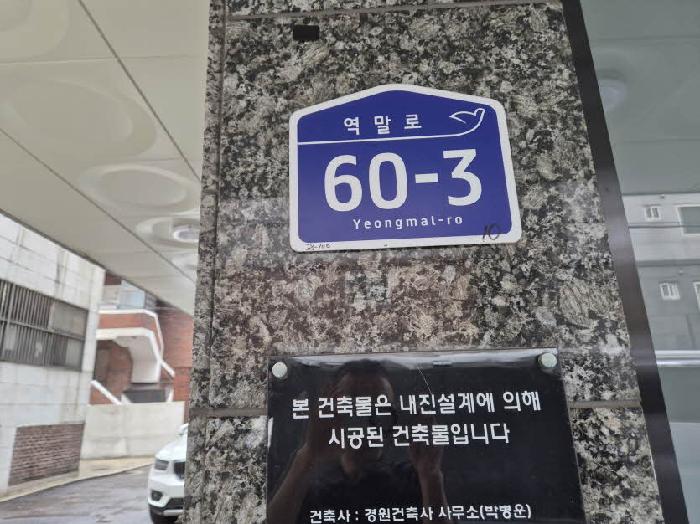 역말로
60-3
Yeongmal-ro
10
본 건축물은 내진설계에 의해
시공된 건축물입니다
건축사 : 경원건축사 사무소(박명운)